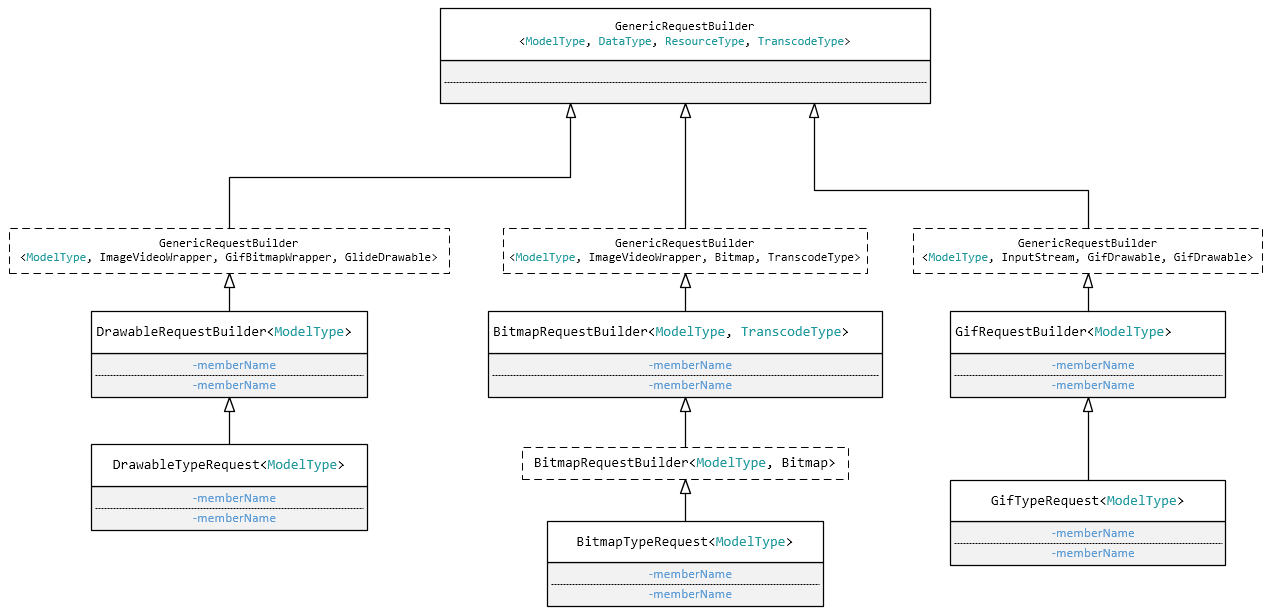 GenericRequestBuilder
<ModelType, DataType, ResourceType, TranscodeType>
GenericRequestBuilder
<ModelType, ImageVideoWrapper, GifBitmapWrapper, GlideDrawable>
GenericRequestBuilder
<ModelType, ImageVideoWrapper, Bitmap, TranscodeType>
GenericRequestBuilder
<ModelType, InputStream, GifDrawable, GifDrawable>
DrawableRequestBuilder<ModelType>
-memberName
-memberName
BitmapRequestBuilder<ModelType, TranscodeType>
-memberName
-memberName
GifRequestBuilder<ModelType>
-memberName
-memberName
DrawableTypeRequest<ModelType>
-memberName
-memberName
BitmapRequestBuilder<ModelType, Bitmap>
BitmapTypeRequest<ModelType>
-memberName
-memberName
GifTypeRequest<ModelType>
-memberName
-memberName